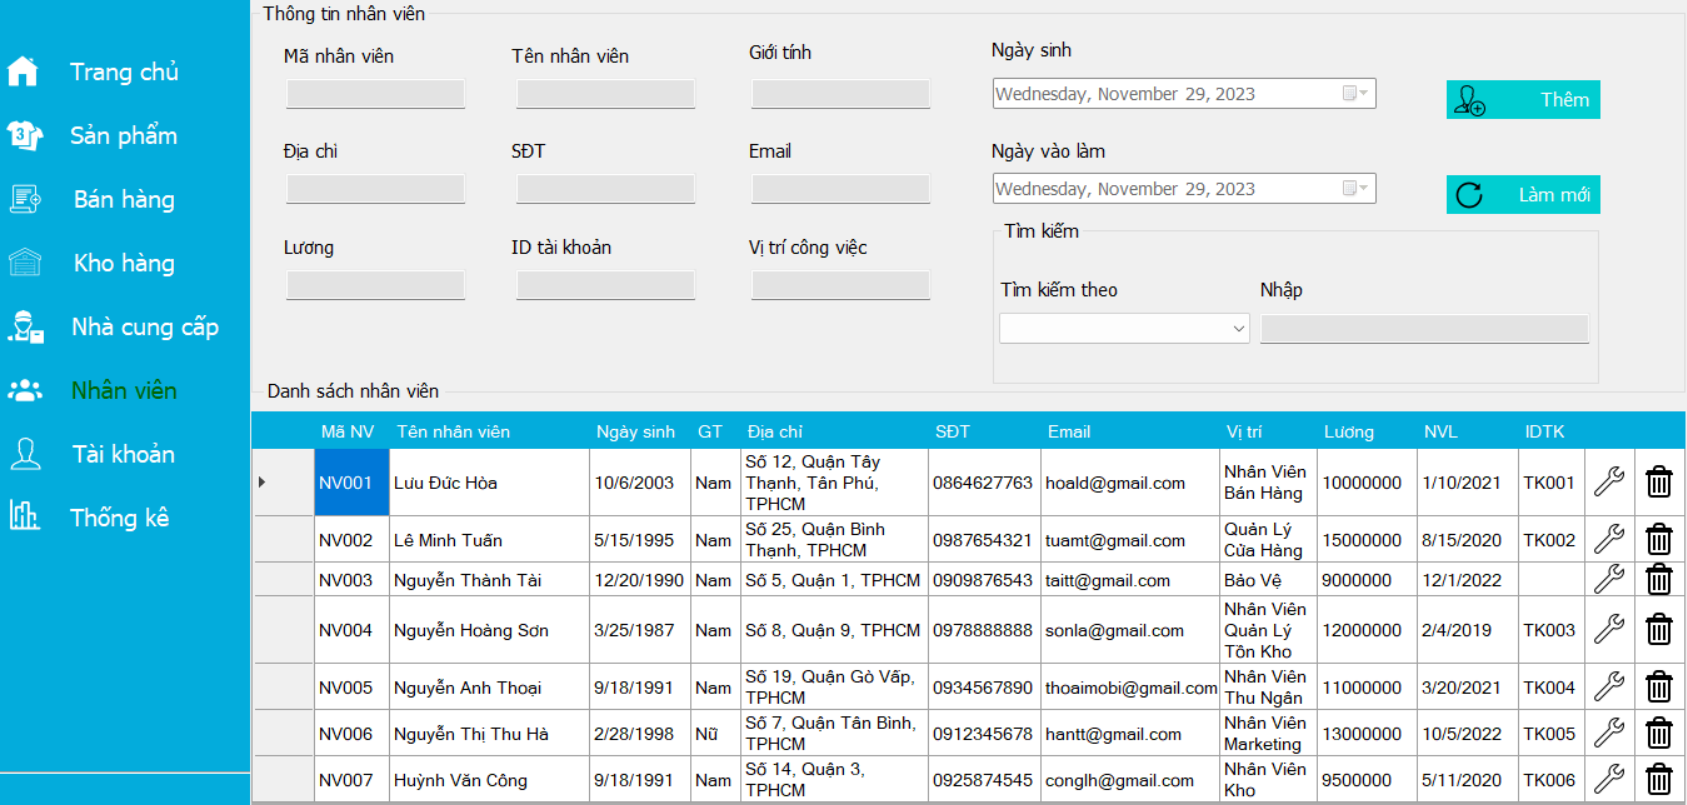 Trang chủ
Sản phẩm
Bán hàng
Kho hàng
Nhà cung cấp
Nhân viên
Tài khoản
Thống kê
Thông tin nhân viên
Mã nhân viên
Tên nhân viên
Giới tính
Ngày sinh
Wednesday, November 29, 2023
Thêm
Địa chỉ
SĐT
Email
Ngày vào làm
Wednesday, November 29, 2023
Làm mới
Lương
ID tài khoản
Vị trí công việc
Tìm kiếm
Tìm kiếm theo
Nhập
Danh sách nhân viên
Mã NV Tên nhân viên Ngày sinh GT Địa chỉ SĐT Email Vị trí Lương NVL IDTK
NV001 Lưu Đức Hòa 10/6/2003 Nam Số 12, Quận Tây
Thạnh, Tân Phú,
TPHCM 0864627763 hoald@gmail.com Nhân Viên
Bán Hàng 10000000 1/10/2021 TK001
NV002 Lê Minh Tuấn 5/15/1995 Nam Số 25, Quận Bình
Thạnh, TPHCM 0987654321 tuamt@gmail.com Quản Lý
Cửa Hàng 15000000 8/15/2020 TK002
NV003 Nguyễn Thành Tài 12/20/1990 Nam Số 5, Quận 1, TPHCM 0909876543 taitt@gmail.com Bảo Vệ 9000000 12/1/2022
NV004 Nguyễn Hoàng Sơn 3/25/1987 Nam Số 8, Quận 9, TPHCM 0978888888 sonla@gmail.com Nhân Viên
Quản Lý
Tồn Kho 12000000 2/4/2019 TK003
NV005 Nguyễn Anh Thoại 9/18/1991 Nam Số 19, Quận Gò Vấp,
TPHCM 0934567890 thoaimobi@gmail.com Nhân Viên
Thu Ngân 11000000 3/20/2021 TK004
NV006 Nguyễn Thị Thu Hà 2/28/1998 Nữ Số 7, Quận Tân Bình,
TPHCM 0912345678 hantt@gmail.com Nhân Viên
Marketing 13000000 10/5/2022 TK005
NV007 Huỳnh Văn Công 9/18/1991 Nam Số 14, Quận 3,
TPHCM 0925874545 conglh@gmail.com Nhân Viên
Kho 9500000 5/11/2020 TK006